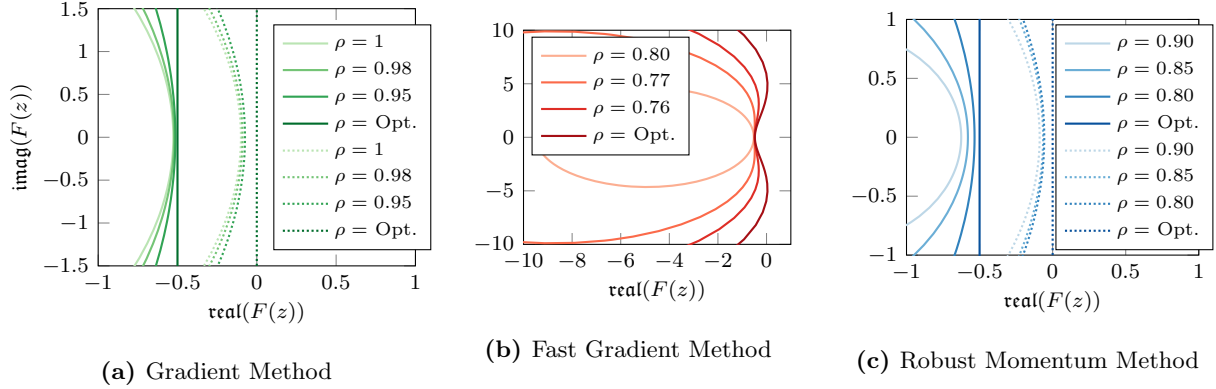 1.5
1
0.5
0
−0.5
−1
−1.5
imag(F(z))
−1 −0.5 0 0.5 1
real(F(z))
ρ = 1
ρ = 0.98
ρ = 0.95
ρ = Opt.
ρ = 1
ρ = 0.98
ρ = 0.95
ρ = Opt.
(a) Gradient Method
10
5
0
−5
−10
−10 −8 −6 −4 −2 0
real(F(z))
ρ = 0.80
ρ = 0.77
ρ = 0.76
ρ = Opt.
(b) Fast Gradient Method
1
0.5
0
−0.5
−1
−1 −0.5 0 0.5 1
real(F(z))
ρ = 0.90
ρ = 0.85
ρ = 0.80
ρ = Opt.
ρ = 0.90
ρ = 0.85
ρ = 0.80
ρ = Opt.
(c) Robust Momentum Method